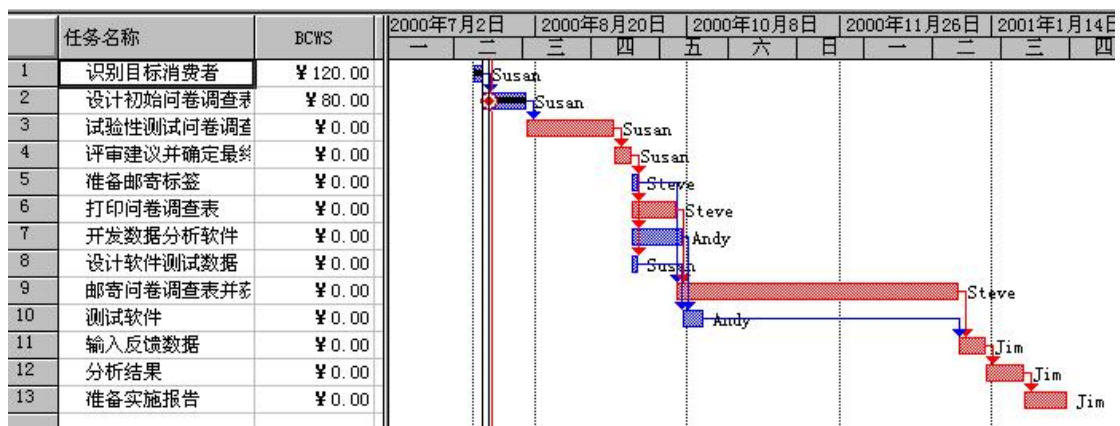 任务名称 BCWS 2000年7月2日 2000年8月20日 2000年10月8日 2000年11月26日 2001年1月14日
一 二 三 四 五 六 日 一 二 三 四
1 识别目标消费者 ¥120.00 Susan
2 设计初始问卷调查表 ¥80.00 Susan
3 试验性测试问卷调查 ¥0.00 Susan
4 评审建议并确定最终 ¥0.00 Susan
5 准备邮寄标签 ¥0.00 Steve
6 打印问卷调查表 ¥0.00 Steve
7 开发数据分析软件 ¥0.00 Andy
8 设计软件测试数据 ¥0.00 Susan
9 邮寄问卷调查表并获 ¥0.00 Steve
10 测试软件 ¥0.00 Andy
11 输入反馈数据 ¥0.00 Jim
12 分析结果 ¥0.00 Jim
13 准备实施报告 ¥0.00 Jim